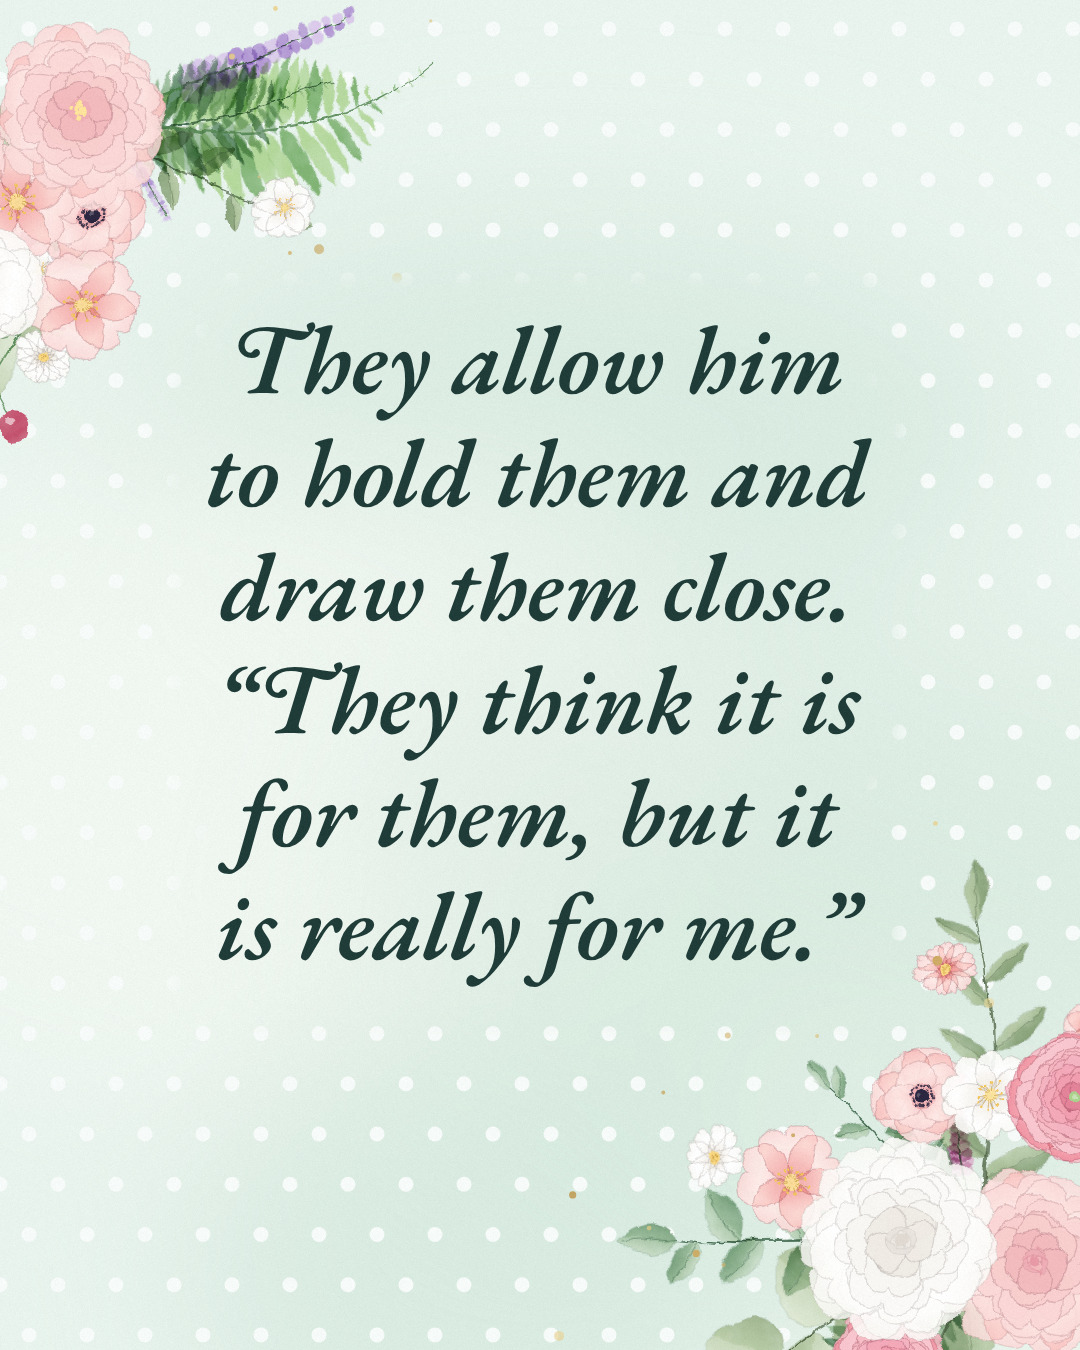 They allow him
to hold them and
draw them close.
“They think it is
for them, but it
is really for me.”